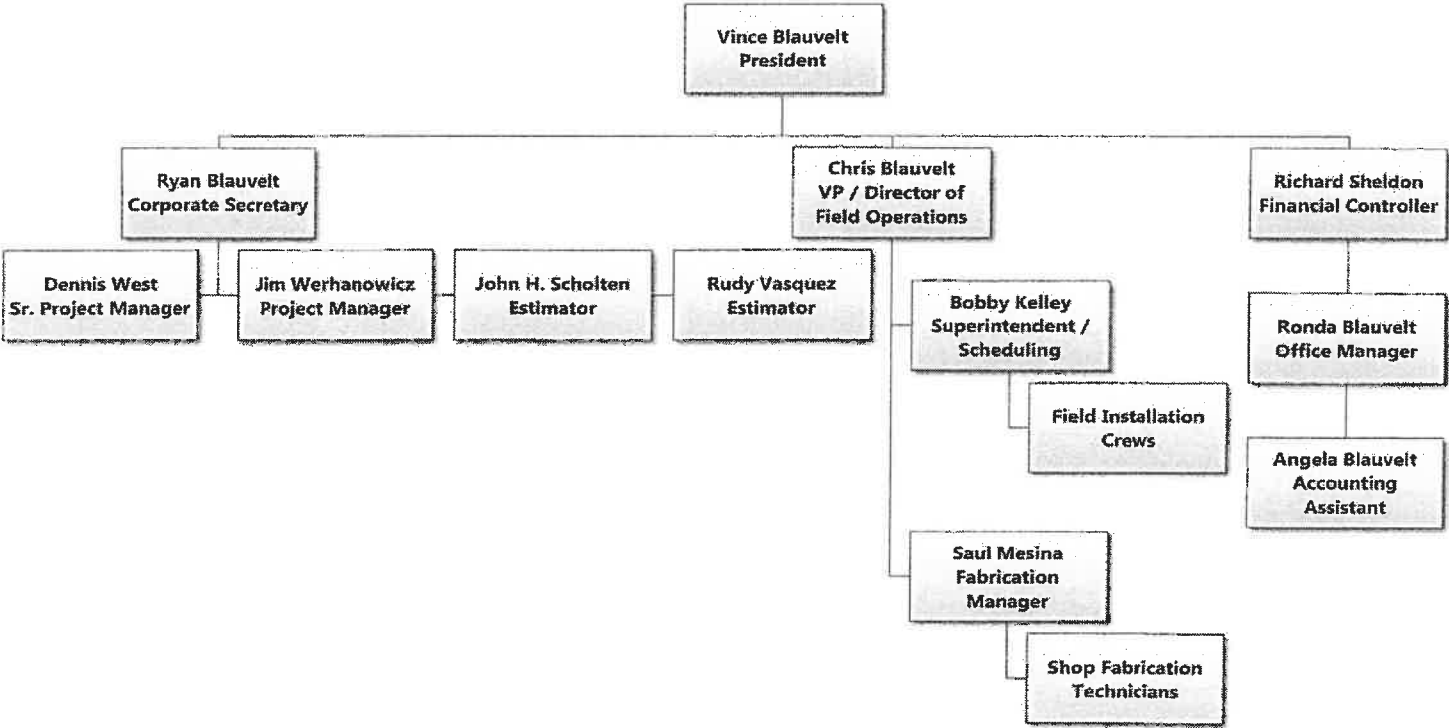 Vince Blauvelt
President
Ryan Blauvelt
Corporate Secretary
Chris Blauvelt
VP / Director of
Field Operations
Richard Sheldon
Financial Controller
Dennis West
Sr. Project Manager
Jim Werhanowicz
Project Manager
John H. Scholten
Estimator
Rudy Vasquez
Estimator
Bobby Kelley
Superintendent /
Scheduling
Field Installation
Crews
Ronda Blauvelt
Office Manager
Angela Blauvelt
Accounting
Assistant
Saul Mesina
Fabrication
Manager
Shop Fabrication
Technicians